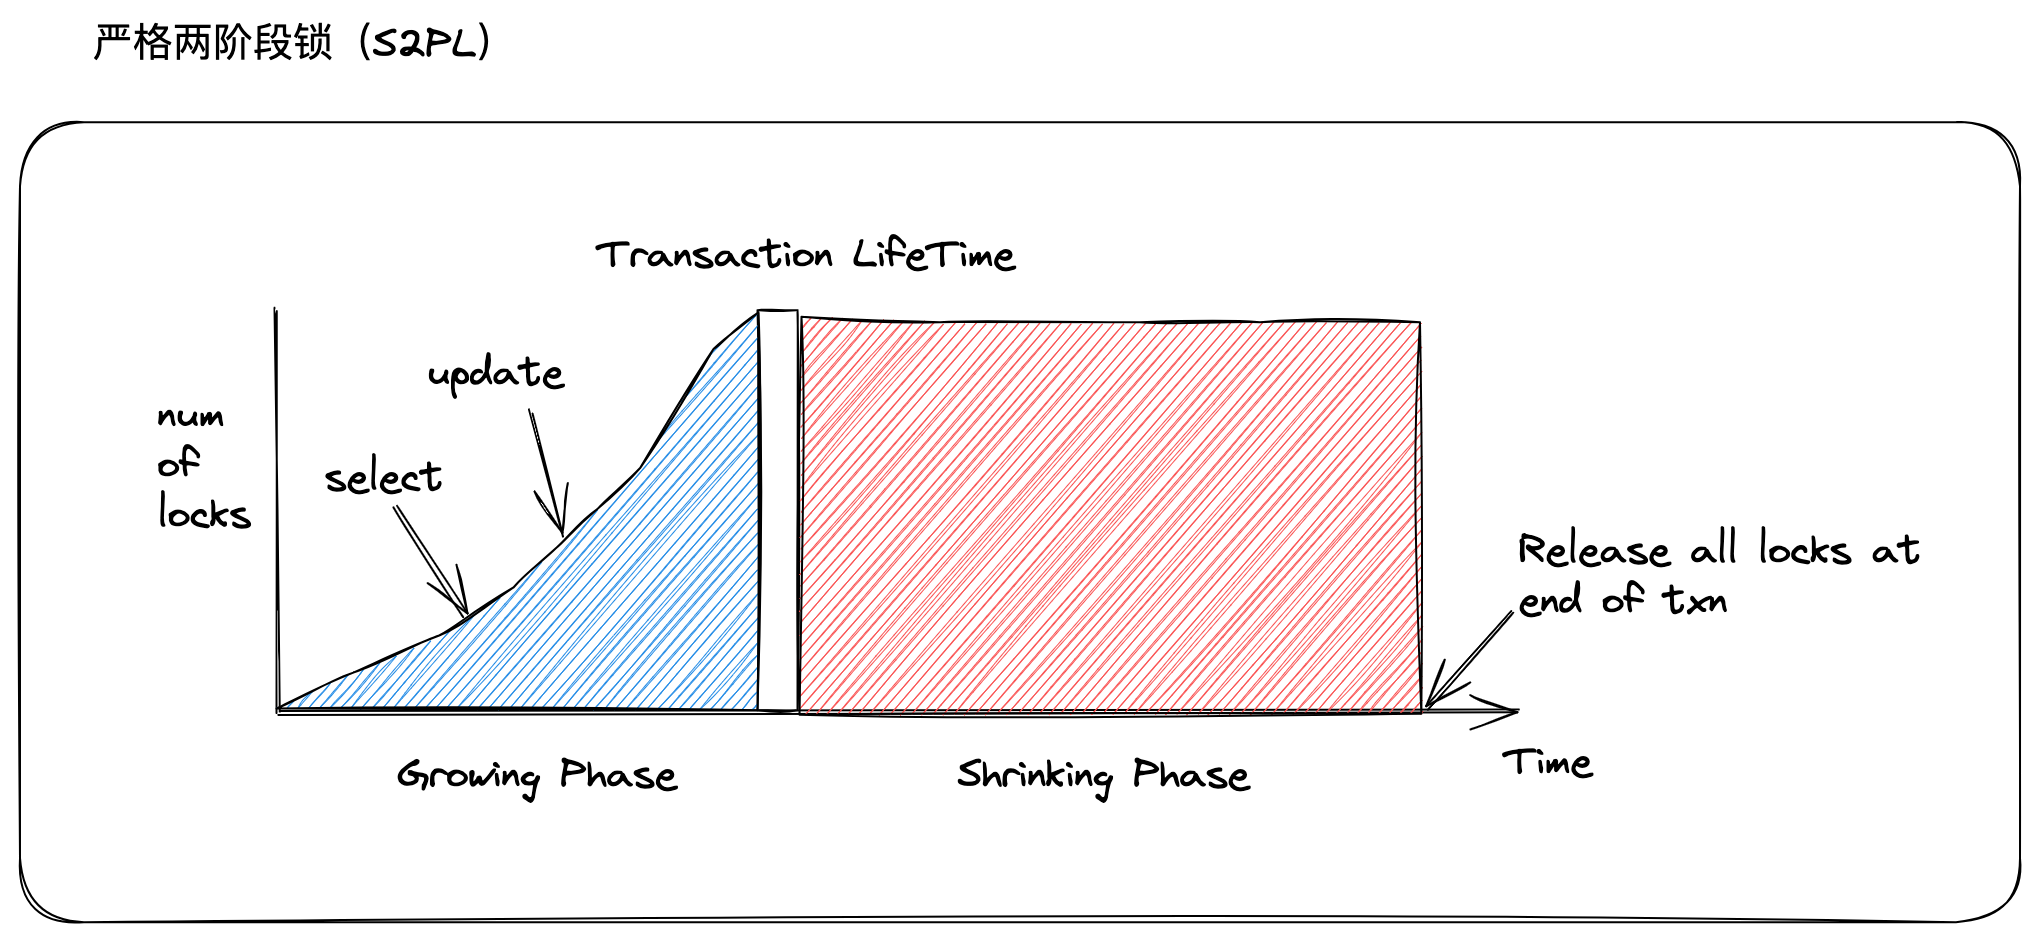 严格两阶段锁（S2PL）
Transaction LifeTime
update
select
num
of
locks
Release all locks at
end of txn
Growing Phase
Shrinking Phase
Time